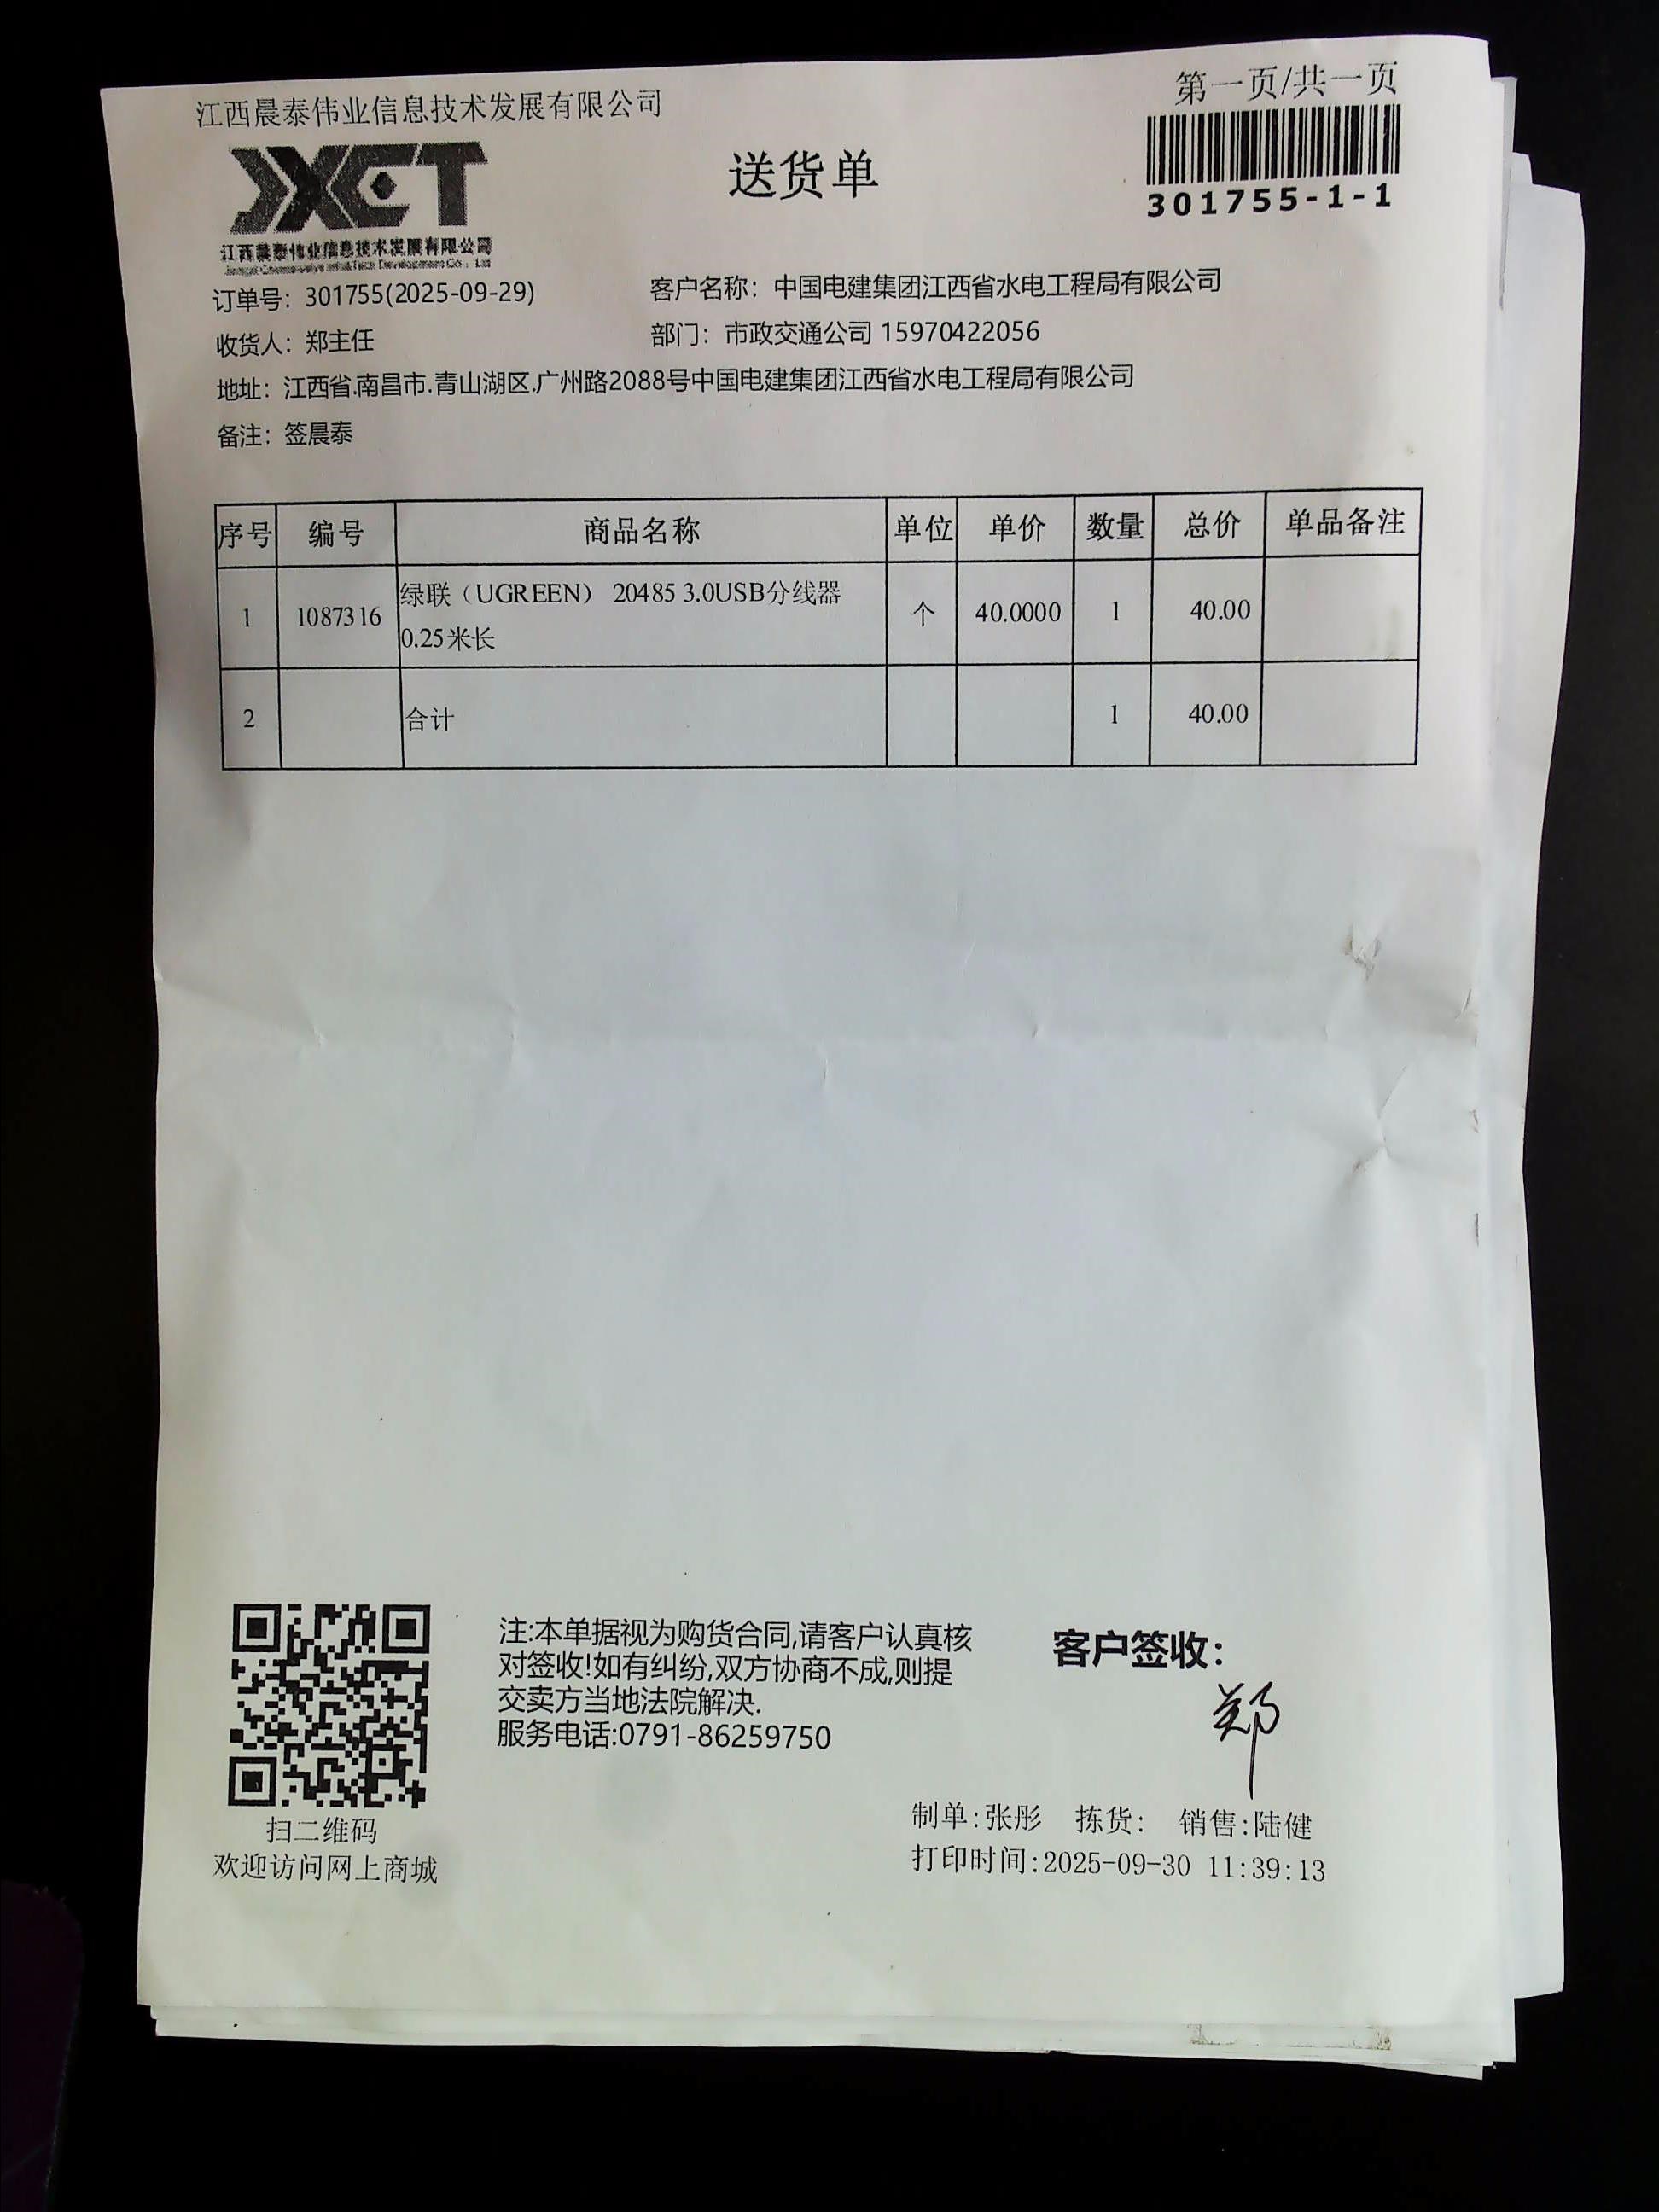 江西晨泰伟业信息技术发展有限公司
第一页/共一页
JXCT
江西晨泰伟业信息技术发展有限公司
送货单
301755-1-1
订单号：301755(2025-09-29)
客户名称：中国电建集团江西省水电工程局有限公司
收货人：郑主任
部门：市政交通公司 15970422056
地址：江西省.南昌市.青山湖区.广州路2088号中国电建集团江西省水电工程局有限公司
备注：签晨泰
序号 编号 商品名称 单位 单价 数量 总价 单品备注
1 1087316 绿联（UGREEN） 20485 3.0USB分线器 个 40.0000 1 40.00
0.25米长
2 合计 1 40.00
注:本单据视为购货合同,请客户认真核
对签收!如有纠纷,双方协商不成,则提
交卖方当地法院解决.
服务电话:0791-86259750
客户签收：
郑
扫二维码
欢迎访问网上商城
制单:张彤 拣货: 销售:陆健
打印时间:2025-09-30 11:39:13